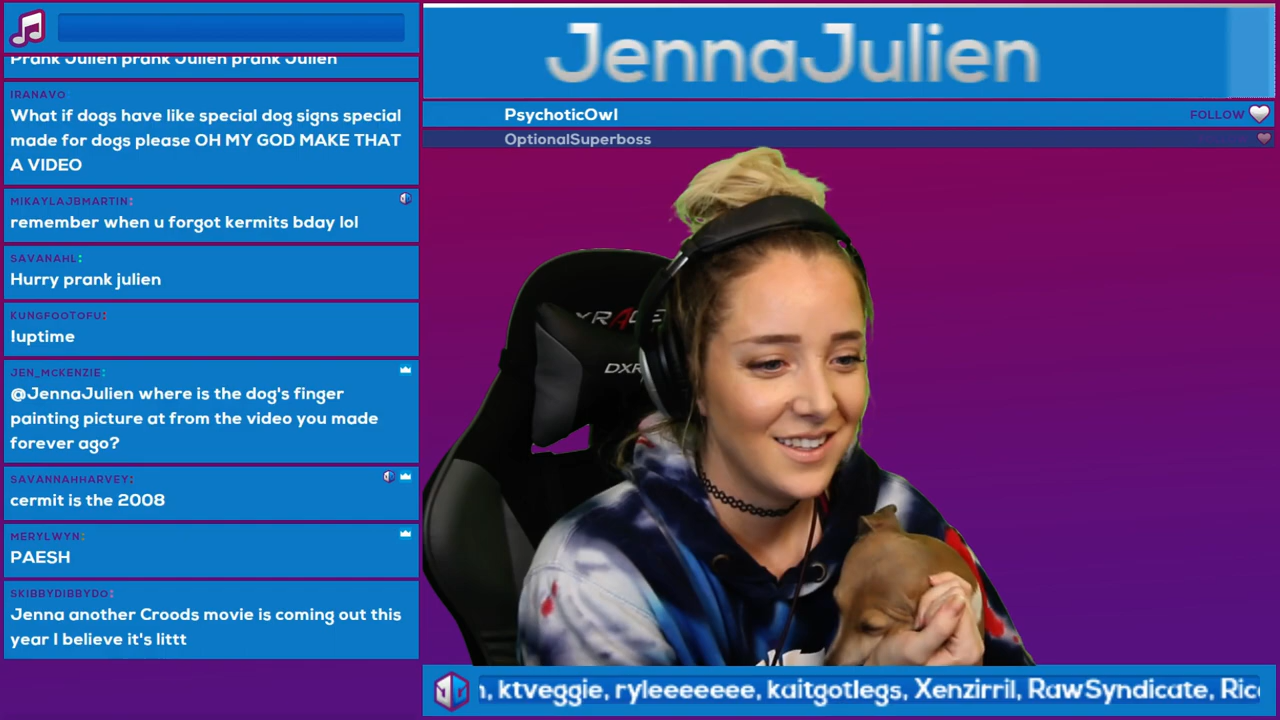 Prank Julien prank Julien prank Julien
IRANAVO
What if dogs have like special dog signs special
made for dogs please OH MY GOD MAKE THAT
A VIDEO
MIKAYLAJBMARTIN:
remember when u forgot kermits bday lol
SAVANAHL:
Hurry prank julien
KUNGFOOTOFU:
!uptime
JEN_MCKENZIE:
@JennaJulien where is the dog's finger
painting picture at from the video you made
forever ago?
SAVANNAHHARVEY:
cermit is the 2008
MERYLWYN:
PAESH
SKIBBYDIBBYDO:
Jenna another Croods movie is coming out this
year I believe it's littt
JennaJulien
PsychoticOwl
FOLLOW
OptionalSuperboss
DXR
, ktveggie, ryleeeeeee, kaitgotlegs, Xenzirril, RawSyndicate,